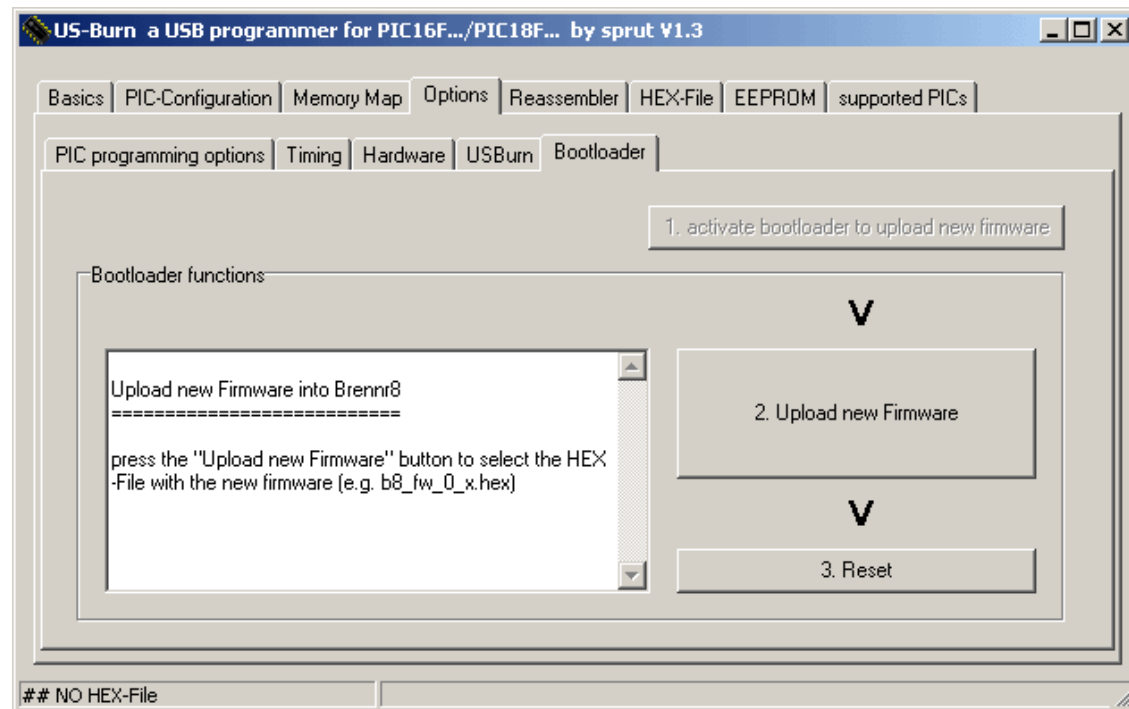 US-Burn a USB programmer for PIC16F.../PIC18F... by sprut V1.3
Basics PIC-Configuration Memory Map Options Reassembler HEX-File EEPROM supported PICs
PIC programming options Timing Hardware USBurn Bootloader
1. activate bootloader to upload new firmware
Bootloader functions
V
Upload new Firmware into Brennr8
===========================
press the "Upload new Firmware" button to select the HEX
-File with the new firmware (e.g. b8_fw_0_x.hex)
2. Upload new Firmware
V
3. Reset
## NO HEX-File